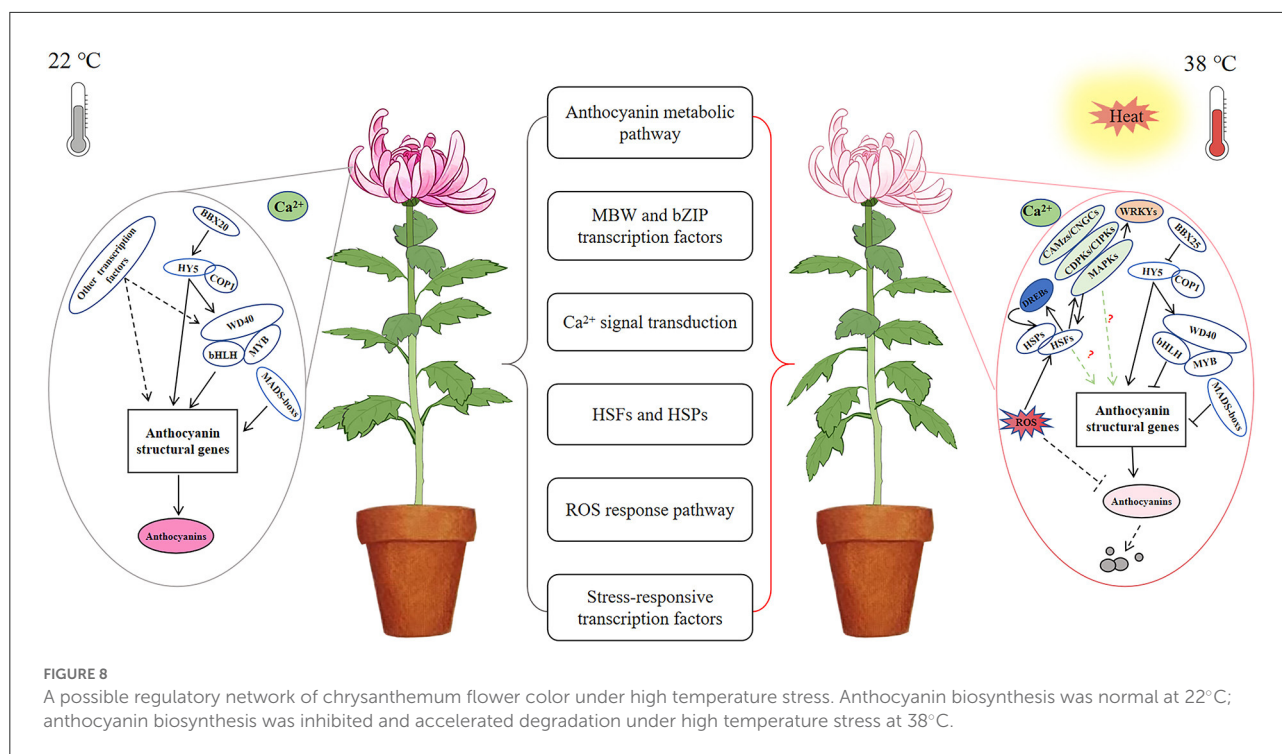 22 °C
38 °C
Heat
Anthocyanin metabolic
pathway
MBW and bZIP
transcription factors
Ca²⁺ signal transduction
HSFs and HSPs
ROS response pathway
Stress-responsive
transcription factors
Ca²⁺
BBX20
HY5
COP1
Other transcription
factors
WD40
bHLH
MYB
MADS-boxs
Anthocyanin
structural genes
Anthocyanins
Ca²⁺
CAMzs/CNGCs
CDPKs/CIPKs
MAPKs
WRKYs
BBX25
HY5
COP1
DREBs
HSPs
HSFs
?
?
WD40
bHLH
MYB
MADS-boxs
ROS
Anthocyanin
structural genes
Anthocyanins
FIGURE 8
A possible regulatory network of chrysanthemum flower color under high temperature stress. Anthocyanin biosynthesis was normal at 22°C;
anthocyanin biosynthesis was inhibited and accelerated degradation under high temperature stress at 38°C.